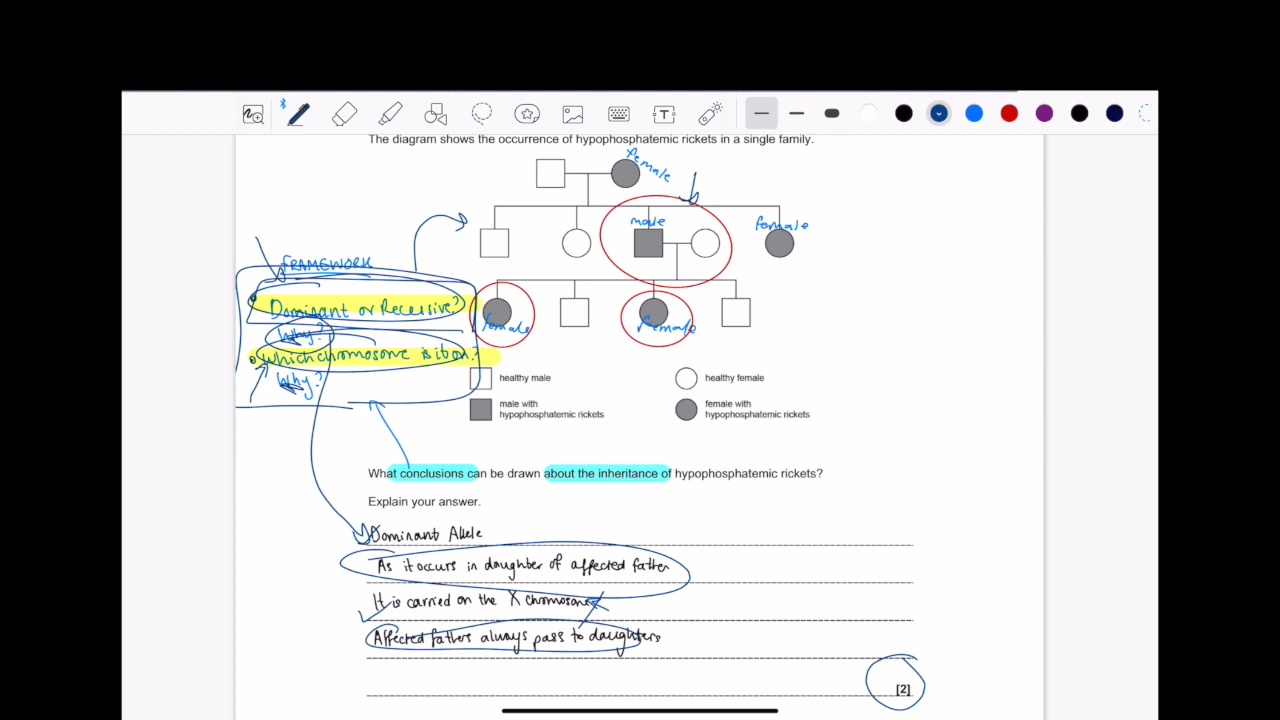 The diagram shows the occurrence of hypophosphatemic rickets in a single family.
female
male
female
FRAMEWORK
Dominant or Recessive?
Why?
which chromosome is it on?
Why?
female
female
healthy male
healthy female
male with
hypophosphatemic rickets
female with
hypophosphatemic rickets
What conclusions can be drawn about the inheritance of hypophosphatemic rickets?
Explain your answer.
Dominant Allele
As it occurs in daughter of affected father
It is carried on the X chromosome
Affected fathers always pass to daughters
[2]